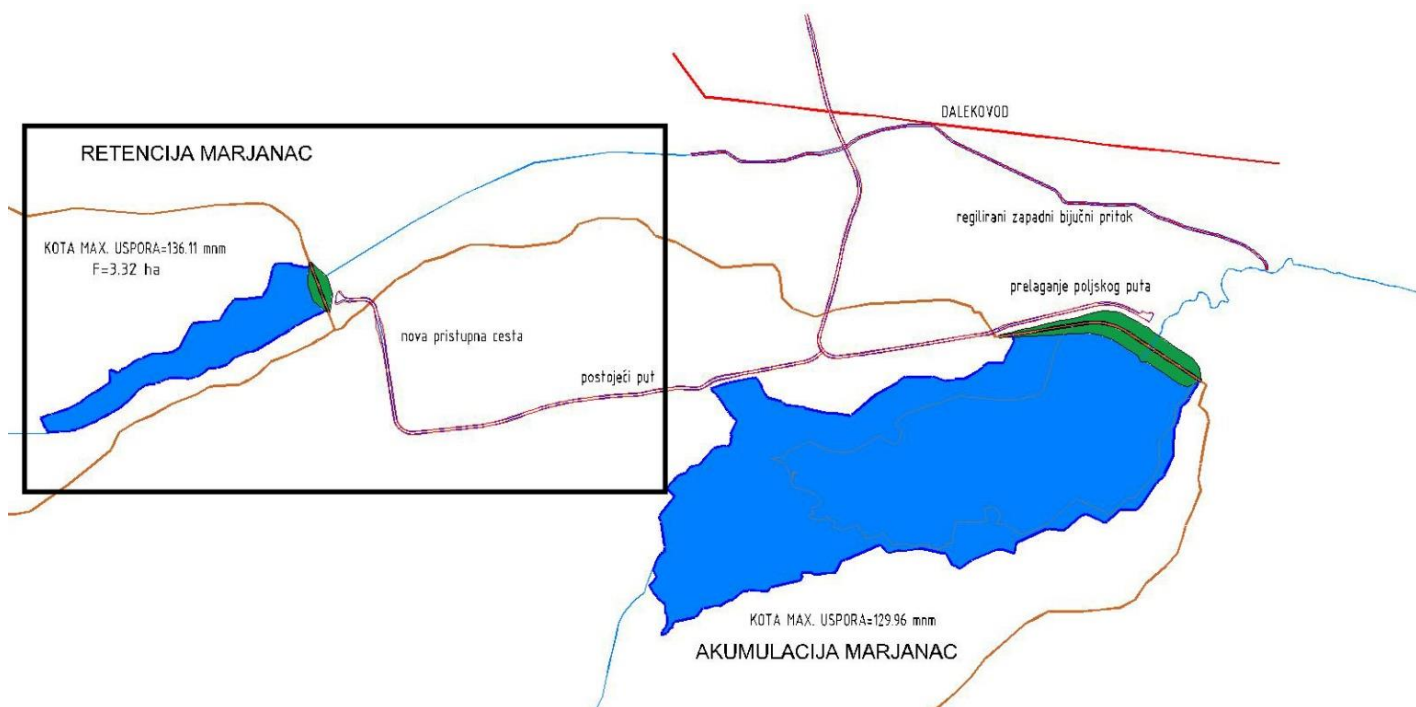 DALEKOVOD
RETENCIJA MARJANAC
regilirani zapadni bijučni pritok
KOTA MAX. USPORA=136.11 mnm
F=3.32 ha
prelaganje poljskog puta
nova pristupna cesta
postojeći put
KOTA MAX. USPORA=129.96 mnm
AKUMULACIJA MARJANAC